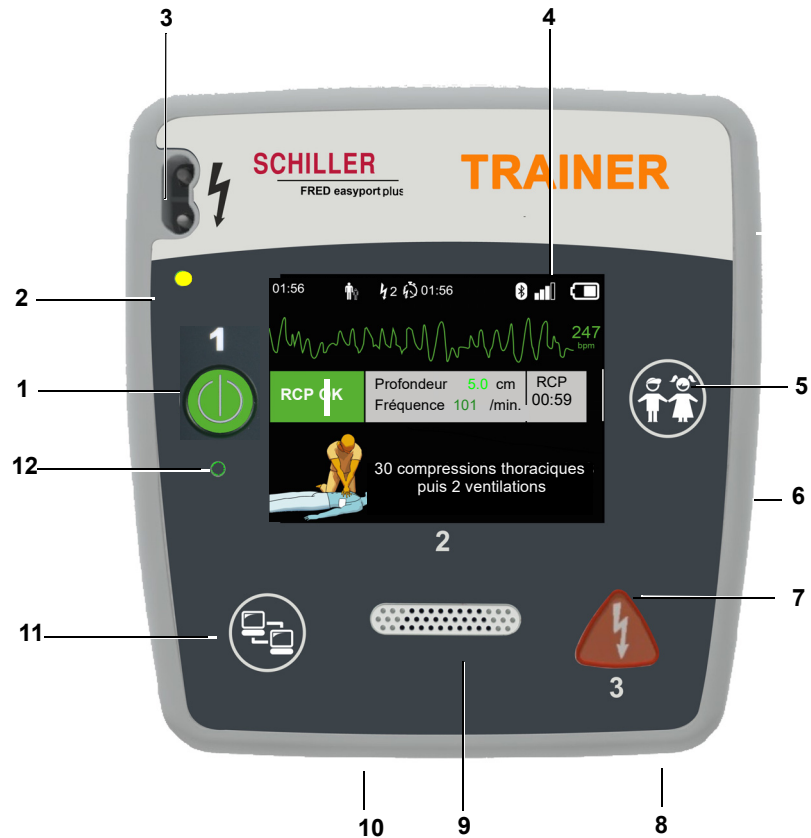 3
4
SCHILLER
TRAINER
FRED easyport plus
2
01:56 2 01:56
1
247
bpm
1
RCP OK
Profondeur 5.0 cm
Fréquence 101 /min.
RCP
00:59
5
12
30 compressions thoraciques
puis 2 ventilations
6
2
7
11
3
10
9
8